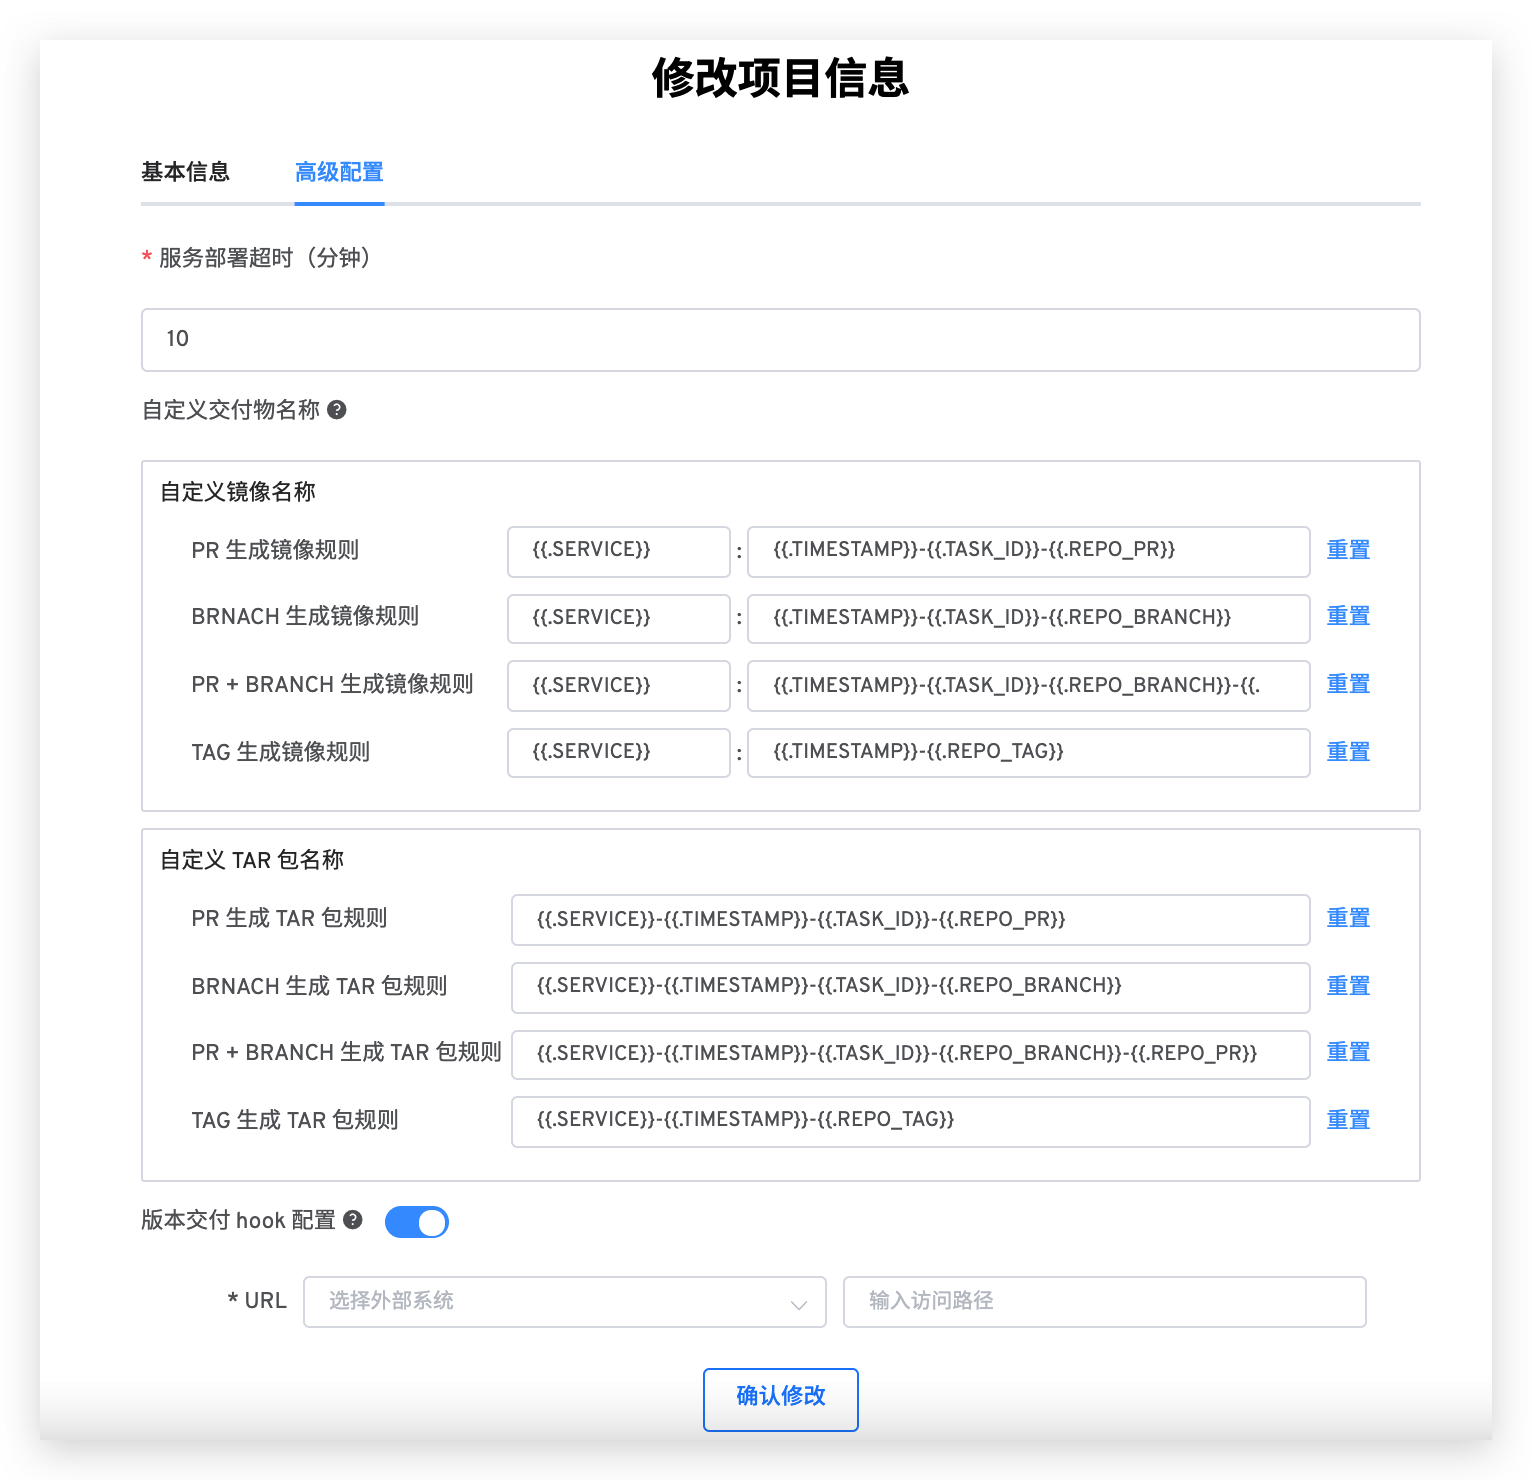 修改项目信息
基本信息 高级配置
* 服务部署超时（分钟）
10
自定义交付物名称 ?
自定义镜像名称
PR 生成镜像规则 {{.SERVICE}} : {{.TIMESTAMP}}-{{.TASK_ID}}-{{.REPO_PR}} 重置
BRNACH 生成镜像规则 {{.SERVICE}} : {{.TIMESTAMP}}-{{.TASK_ID}}-{{.REPO_BRANCH}} 重置
PR + BRANCH 生成镜像规则 {{.SERVICE}} : {{.TIMESTAMP}}-{{.TASK_ID}}-{{.REPO_BRANCH}}-{{. 重置
TAG 生成镜像规则 {{.SERVICE}} : {{.TIMESTAMP}}-{{.REPO_TAG}} 重置
自定义 TAR 包名称
PR 生成 TAR 包规则 {{.SERVICE}}-{{.TIMESTAMP}}-{{.TASK_ID}}-{{.REPO_PR}} 重置
BRNACH 生成 TAR 包规则 {{.SERVICE}}-{{.TIMESTAMP}}-{{.TASK_ID}}-{{.REPO_BRANCH}} 重置
PR + BRANCH 生成 TAR 包规则 {{.SERVICE}}-{{.TIMESTAMP}}-{{.TASK_ID}}-{{.REPO_BRANCH}}-{{.REPO_PR}} 重置
TAG 生成 TAR 包规则 {{.SERVICE}}-{{.TIMESTAMP}}-{{.REPO_TAG}} 重置
版本交付 hook 配置 ?
* URL 选择外部系统 输入访问路径
确认修改